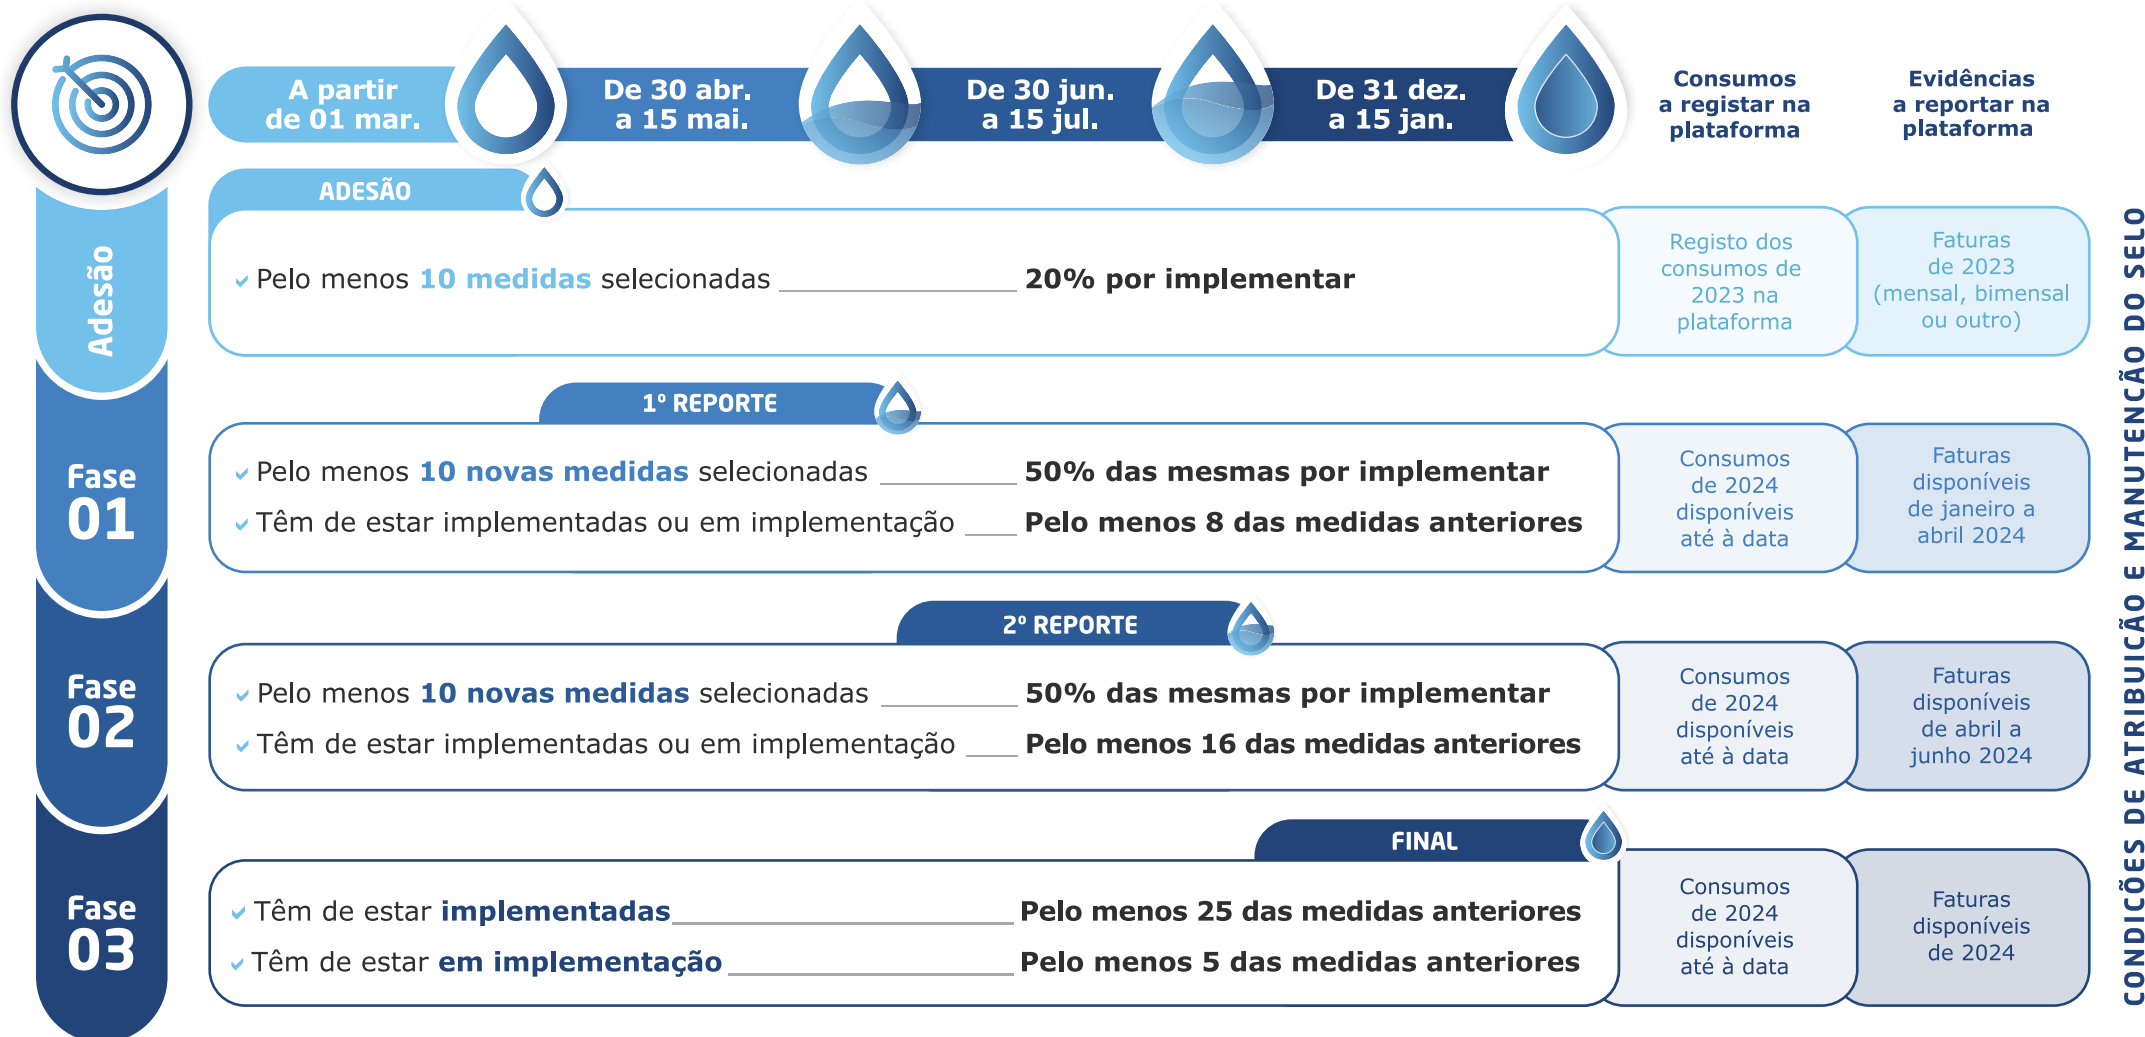 A partir
de 01 mar.
De 30 abr.
a 15 mai.
De 30 jun.
a 15 jul.
De 31 dez.
a 15 jan.
Consumos
a registar na
plataforma
Evidências
a reportar na
plataforma
Adesão
ADESÃO
Pelo menos 10 medidas selecionadas 20% por implementar
Registo dos
consumos de
2023 na
plataforma
Faturas
de 2023
(mensal, bimensal
ou outro)
Fase
01
1º REPORTE
Pelo menos 10 novas medidas selecionadas 50% das mesmas por implementar
Têm de estar implementadas ou em implementação Pelo menos 8 das medidas anteriores
Consumos
de 2024
disponíveis
até à data
Faturas
disponíveis
de janeiro a
abril 2024
Fase
02
2º REPORTE
Pelo menos 10 novas medidas selecionadas 50% das mesmas por implementar
Têm de estar implementadas ou em implementação Pelo menos 16 das medidas anteriores
Consumos
de 2024
disponíveis
até à data
Faturas
disponíveis
de abril a
junho 2024
Fase
03
FINAL
Têm de estar implementadas Pelo menos 25 das medidas anteriores
Têm de estar em implementação Pelo menos 5 das medidas anteriores
Consumos
de 2024
disponíveis
até à data
Faturas
disponíveis
de 2024
CONDIÇÕES DE ATRIBUIÇÃO E MANUTENÇÃO DO SELO